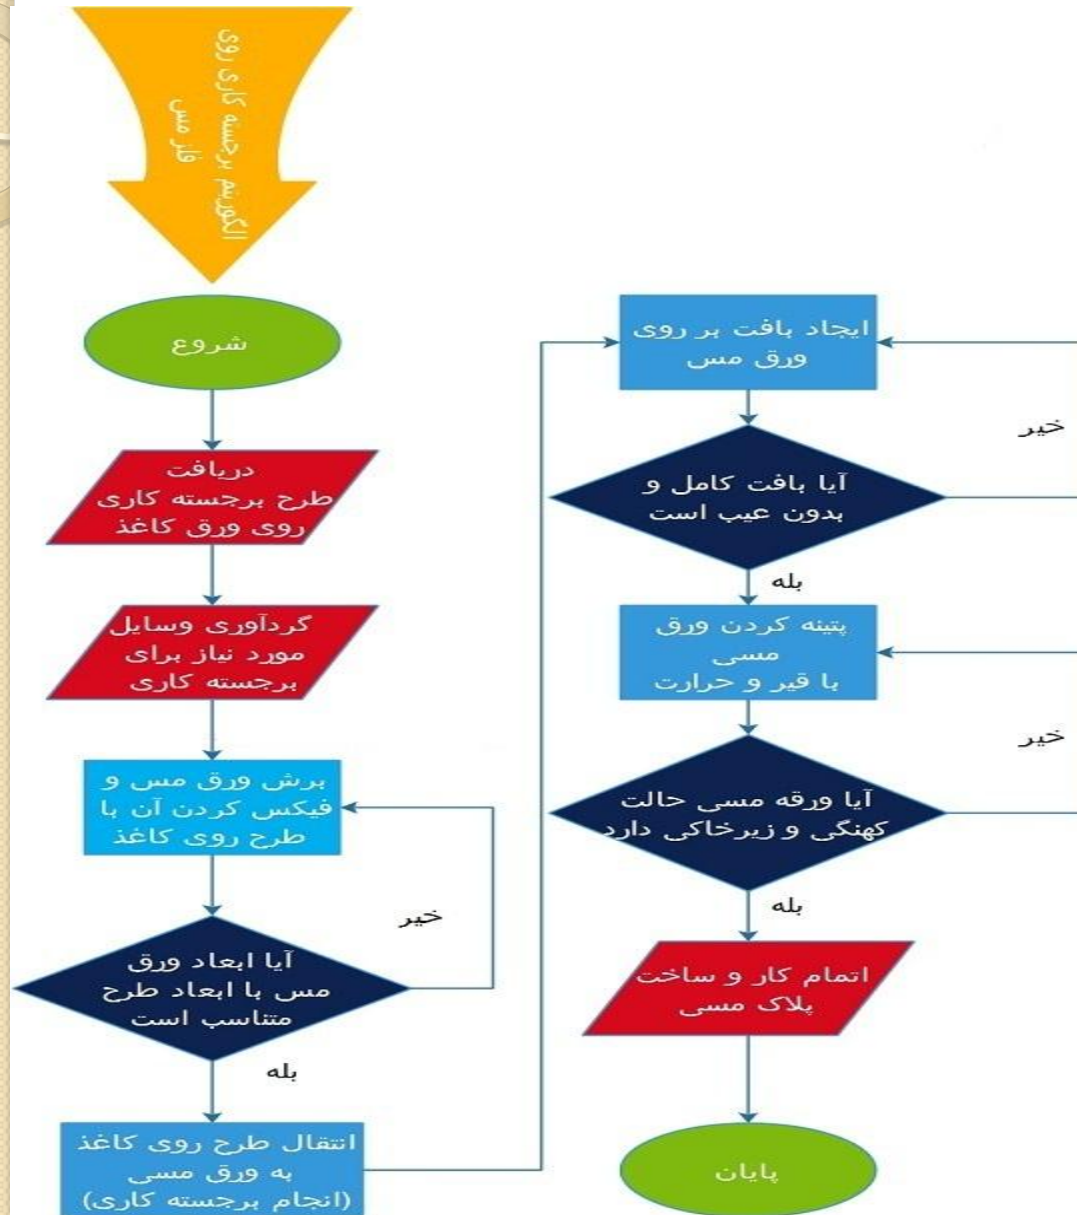 الگوریتم برجسته کاری روی
فلز مس
شروع
دریافت
طرح برجسته کاری
روی ورق کاغذ
گردآوری وسایل
مورد نیاز برای
برجسته کاری
برش ورق مس و
فیکس کردن آن با
طرح روی کاغذ
خیر
آیا ابعاد ورق
مس با ابعاد طرح
متناسب است
بله
انتقال طرح روی کاغذ
به ورق مسی
(انجام برجسته کاری)
ایجاد بافت بر روی
ورق مس
خیر
آیا بافت کامل و
بدون عیب است
بله
پتینه کردن ورق
مسی
با قیر و حرارت
خیر
آیا ورقه مسی حالت
کهنگی و زیرخاکی دارد
بله
اتمام کار و ساخت
پلاک مسی
پایان